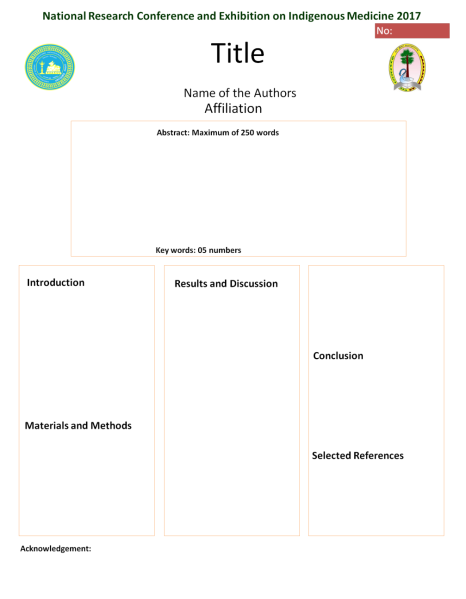 National Research Conference and Exhibition on Indigenous Medicine 2017
No:
Title
Name of the Authors
Affiliation
Abstract: Maximum of 250 words
Key words: 05 numbers
Introduction
Materials and Methods
Results and Discussion
Conclusion
Selected References
Acknowledgement: